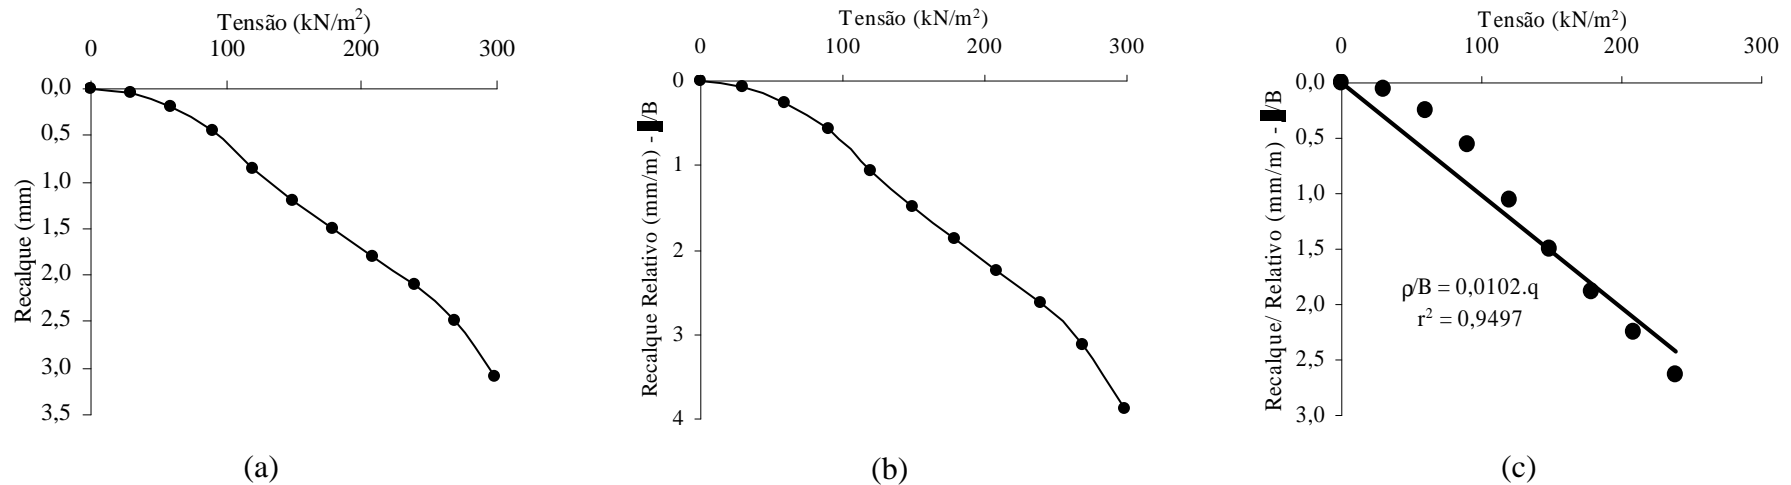 Tensão (kN/m²)
0 100 200 300
0,0
0,5
1,0
1,5
2,0
2,5
3,0
3,5
Recalque (mm)
(a)
Tensão (kN/m²)
0 100 200 300
0
1
2
3
4
Recalque Relativo (mm/m) - /B
(b)
Tensão (kN/m²)
0 100 200 300
0,0
0,5
1,0
1,5
2,0
2,5
3,0
Recalque/ Relativo (mm/m) - /B
ρ/B = 0,0102.q
r² = 0,9497
(c)